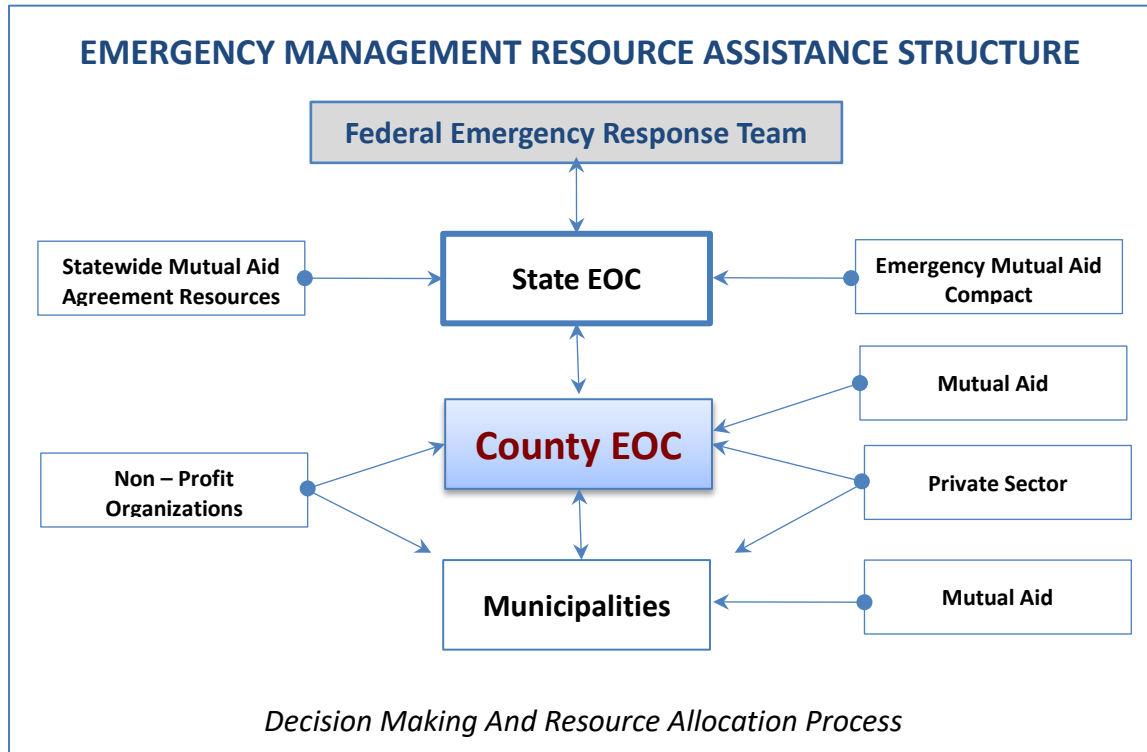 EMERGENCY MANAGEMENT RESOURCE ASSISTANCE STRUCTURE
Federal Emergency Response Team
Statewide Mutual Aid
Agreement Resources
State EOC
Emergency Mutual Aid
Compact
Mutual Aid
County EOC
Non – Profit
Organizations
Private Sector
Municipalities
Mutual Aid
Decision Making And Resource Allocation Process